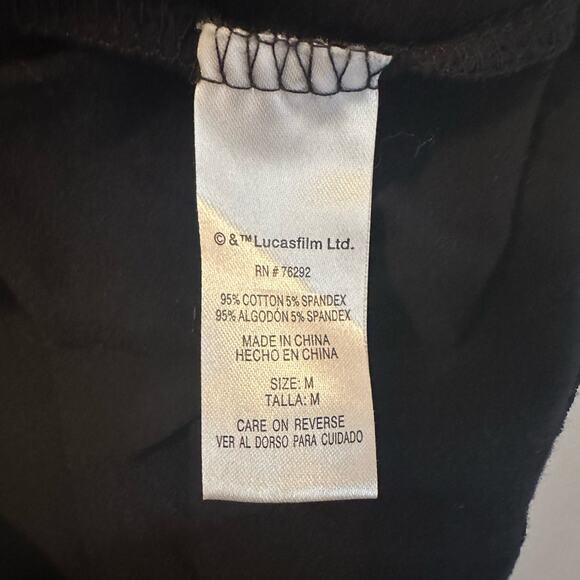 ©&™Lucasfilm Ltd.
RN # 76292
95% COTTON 5% SPANDEX
95% ALGODÓN 5% SPANDEX
MADE IN CHINA
HECHO EN CHINA
SIZE: M
TALLA: M
CARE ON REVERSE
VER AL DORSO PARA CUIDADO